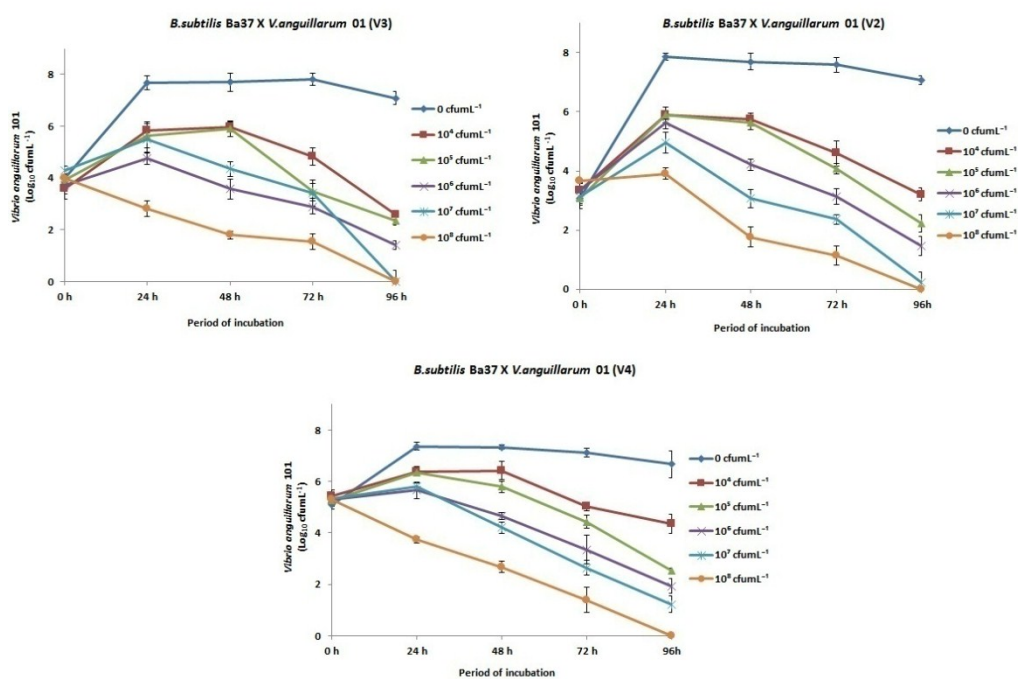 B.subtilis Ba37 X V.anguillarum 01 (V3)
Vibrio anguillorum 101
(Log₁₀ cfumL⁻¹)
8
6
4
2
0
0 h
24 h
48 h
72 h
96h
Period of incubation
0 cfumL⁻¹
10⁴ cfumL⁻¹
10⁵ cfumL⁻¹
10⁶ cfumL⁻¹
10⁷ cfumL⁻¹
10⁸ cfumL⁻¹
B.subtilis Ba37 X V.anguillarum 01 (V2)
Vibrio anguillorum 101
(Log₁₀ cfumL⁻¹)
8
6
4
2
0
0 h
24 h
48 h
72 h
96h
Period of incubation
0 cfumL⁻¹
10⁴ cfumL⁻¹
10⁵ cfumL⁻¹
10⁶ cfumL⁻¹
10⁷ cfumL⁻¹
10⁸ cfumL⁻¹
B.subtilis Ba37 X V.anguillarum 01 (V4)
Vibrio anguillorum 101
(Log₁₀ cfumL⁻¹)
8
6
4
2
0
0 h
24 h
48 h
72 h
96h
Period of incubation
0 cfumL⁻¹
10⁴ cfumL⁻¹
10⁵ cfumL⁻¹
10⁶ cfumL⁻¹
10⁷ cfumL⁻¹
10⁸ cfumL⁻¹